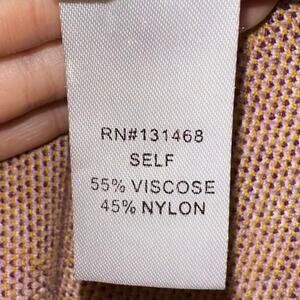 RN#131468
SELF
55% VISCOSE
45% NYLON